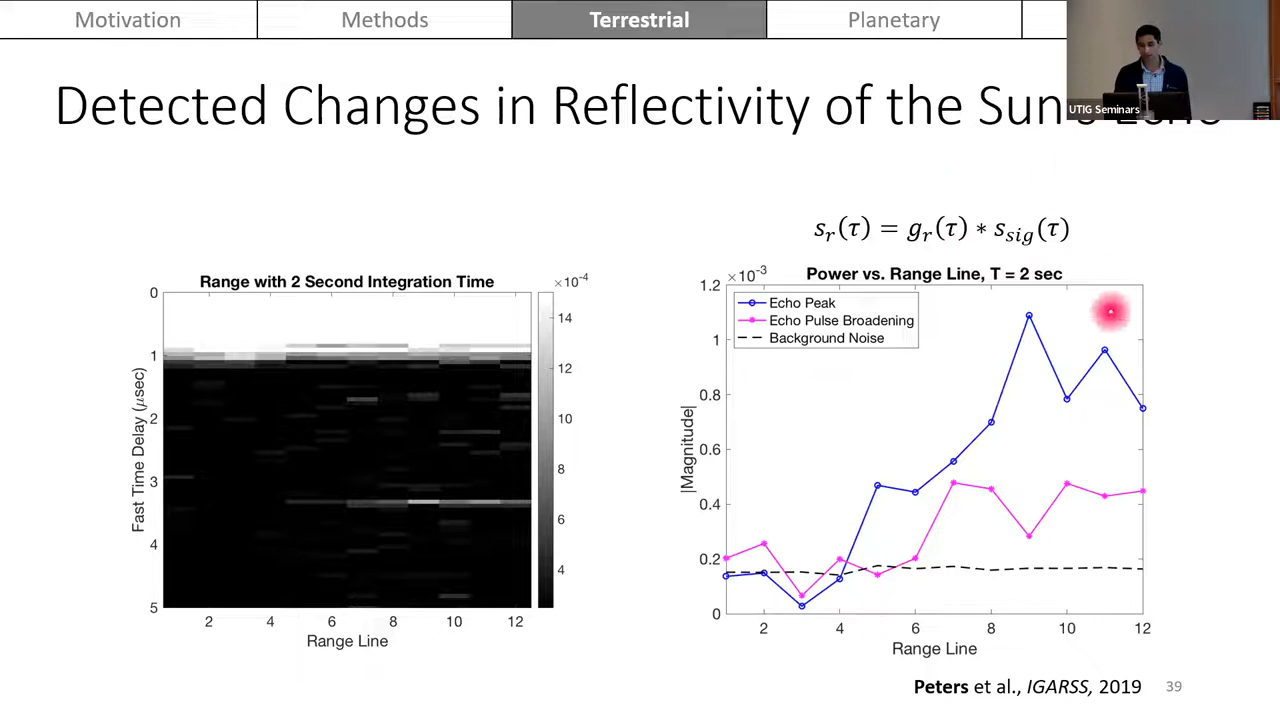 Motivation
Methods
Terrestrial
Planetary
UTIG Seminars
Detected Changes in Reflectivity of the Sun's Echo
s_r(τ) = g_r(τ) * s_sig(τ)
Range with 2 Second Integration Time
×10⁻⁴
0
1
2
3
4
5
Fast Time Delay (μsec)
2 4 6 8 10 12
Range Line
14
12
10
8
6
4
Power vs. Range Line, T = 2 sec
×10⁻³
1.2
1
0.8
0.6
0.4
0.2
0
|Magnitude|
Echo Peak
Echo Pulse Broadening
Background Noise
2 4 6 8 10 12
Range Line
Peters et al., IGARSS, 2019
39